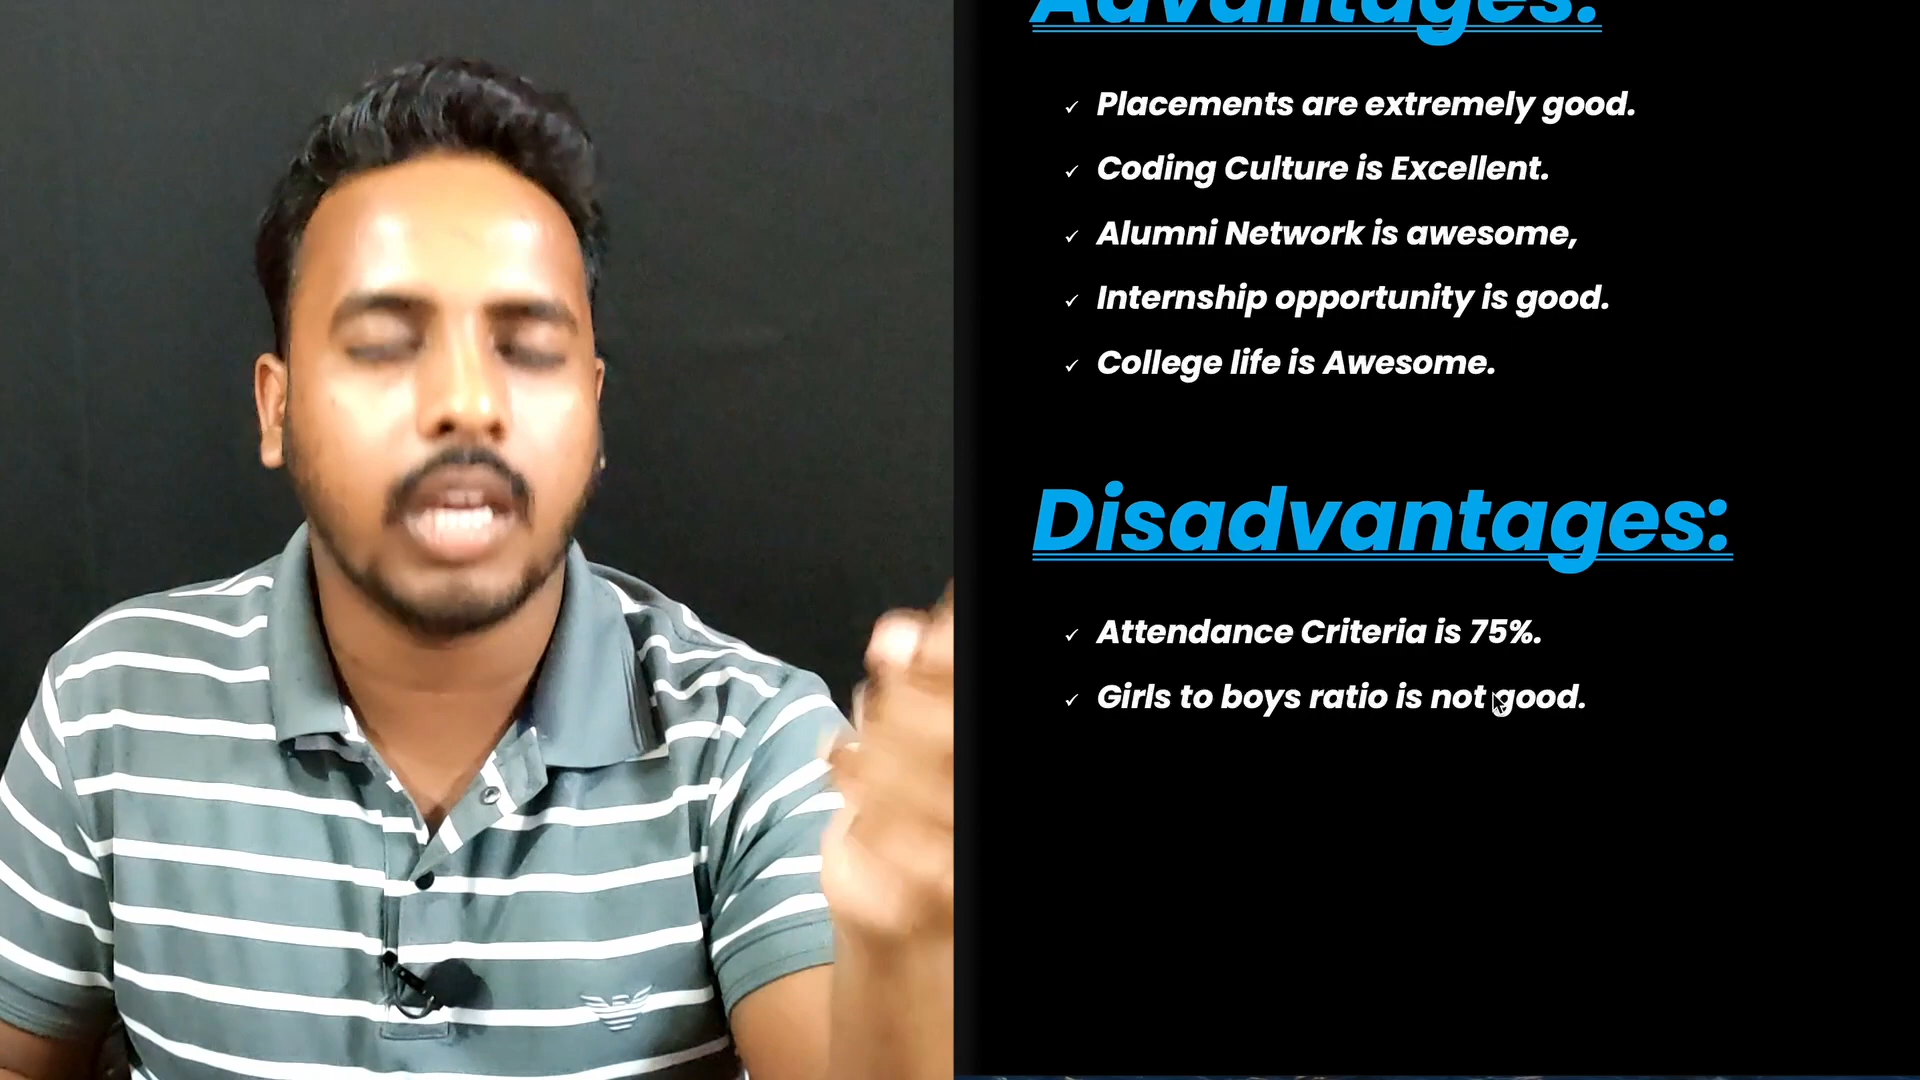 Advantages:
✓ Placements are extremely good.
✓ Coding Culture is Excellent.
✓ Alumni Network is awesome,
✓ Internship opportunity is good.
✓ College life is Awesome.
Disadvantages:
✓ Attendance Criteria is 75%.
✓ Girls to boys ratio is not good.